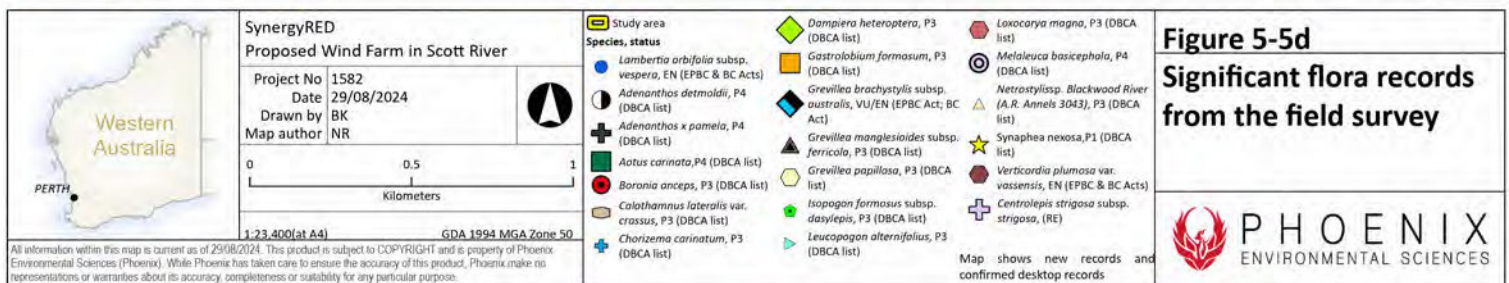 Western
Australia
PERTH
SynergyRED
Proposed Wind Farm in Scott River
Project No 1582
Date 29/08/2024
Drawn by BK
Map author NR
0 0.5 1
Kilometers
1:23,400(at A4) GDA 1994 MGA Zone 50
All information within this map is current as of 29/08/2024. This product is subject to COPYRIGHT and is property of Phoenix
Environmental Sciences (Phoenix). While Phoenix has taken care to ensure the accuracy of this product, Phoenix make no
representations or warranties about its accuracy, completeness or suitability for any particular purpose.
Study area
Species, status
Lambertia orbifolia subsp.
vespera, EN (EPBC & BC Acts)
Adenanthos detmoldii, P4
(DBCA list)
Adenanthos x pamela, P4
(DBCA list)
Aotus carinata,P4 (DBCA list)
Boronia anceps, P3 (DBCA list)
Calothamnus lateralis var.
crassus, P3 (DBCA list)
Chorizema carinatum, P3
(DBCA list)
Dampiera heteroptera, P3
(DBCA list)
Gastrolobium formosum, P3
(DBCA list)
Grevillea brachystylis subsp.
australis, VU/EN (EPBC Act; BC
Act)
Grevillea manglesioides subsp.
ferricola, P3 (DBCA list)
Grevillea papillosa, P3 (DBCA
list)
Isopogon formosus subsp.
dasylepis, P3 (DBCA list)
Leucopogon alternifolius, P3
(DBCA list)
Loxocarya magna, P3 (DBCA
list)
Melaleuca basicephala, P4
(DBCA list)
Netrostylissp. Blackwood River
(A.R. Annels 3043), P3 (DBCA
list)
Synaphea nexosa,P1 (DBCA
list)
Verticordia plumosa var.
vassensis, EN (EPBC & BC Acts)
Centrolepis strigosa subsp.
strigosa, (RE)
Map shows new records and
confirmed desktop records
Figure 5-5d
Significant flora records
from the field survey
PHOENIX
ENVIRONMENTAL SCIENCES